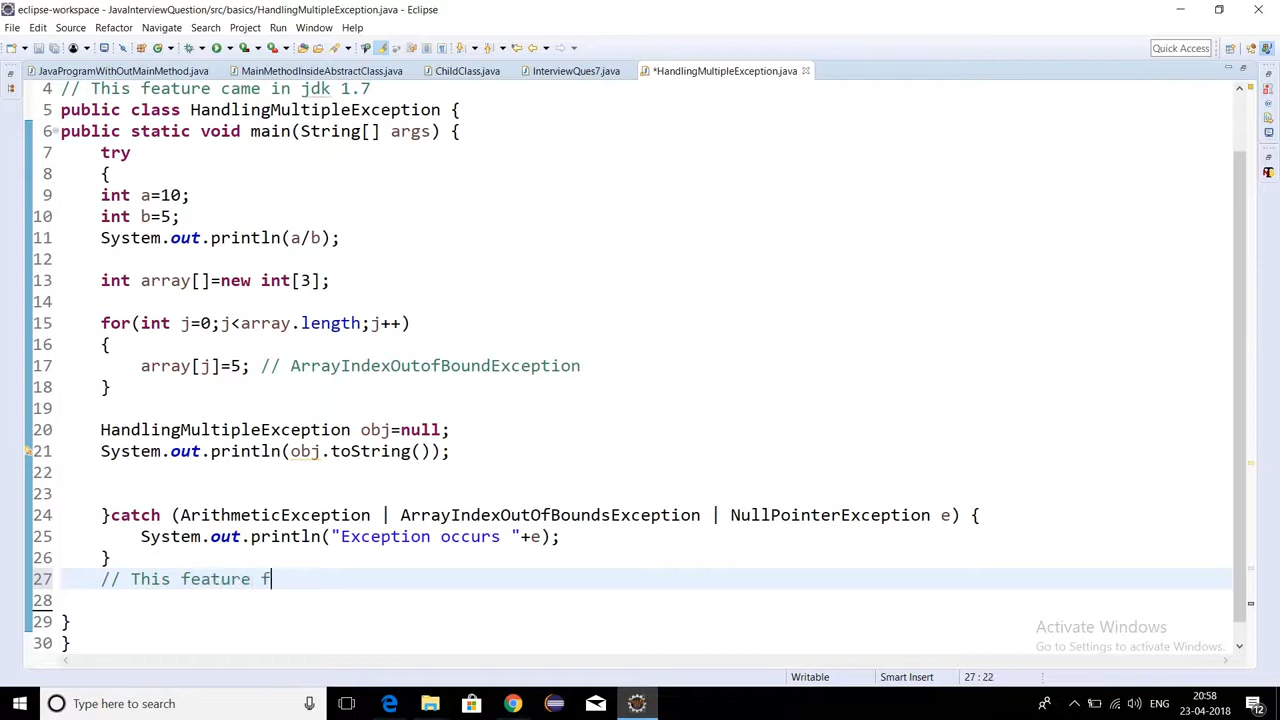 eclipse-workspace - JavaInterviewQuestion/src/basics/HandlingMultipleException.java - Eclipse
File Edit Source Refactor Navigate Search Project Run Window Help
Quick Access
JavaProgramWithOutMainMethod.java MainMethodInsideAbstractClass.java ChildClass.java InterviewQues7.java *HandlingMultipleException.java
4 // This feature came in jdk 1.7
5 public class HandlingMultipleException {
6 public static void main(String[] args) {
7 try
8 {
9 int a=10;
10 int b=5;
11 System.out.println(a/b);
12
13 int array[]=new int[3];
14
15 for(int j=0;j<array.length;j++)
16 {
17 array[j]=5; // ArrayIndexOutofBoundException
18 }
19
20 HandlingMultipleException obj=null;
21 System.out.println(obj.toString());
22
23
24 }catch (ArithmeticException | ArrayIndexOutOfBoundsException | NullPointerException e) {
25 System.out.println("Exception occurs "+e);
26 }
27 // This feature f
28
29 }
30 }
Activate Windows
Go to Settings to activate Windows.
Writable Smart Insert 27 : 22
Type here to search
20:58
23-04-2018
12